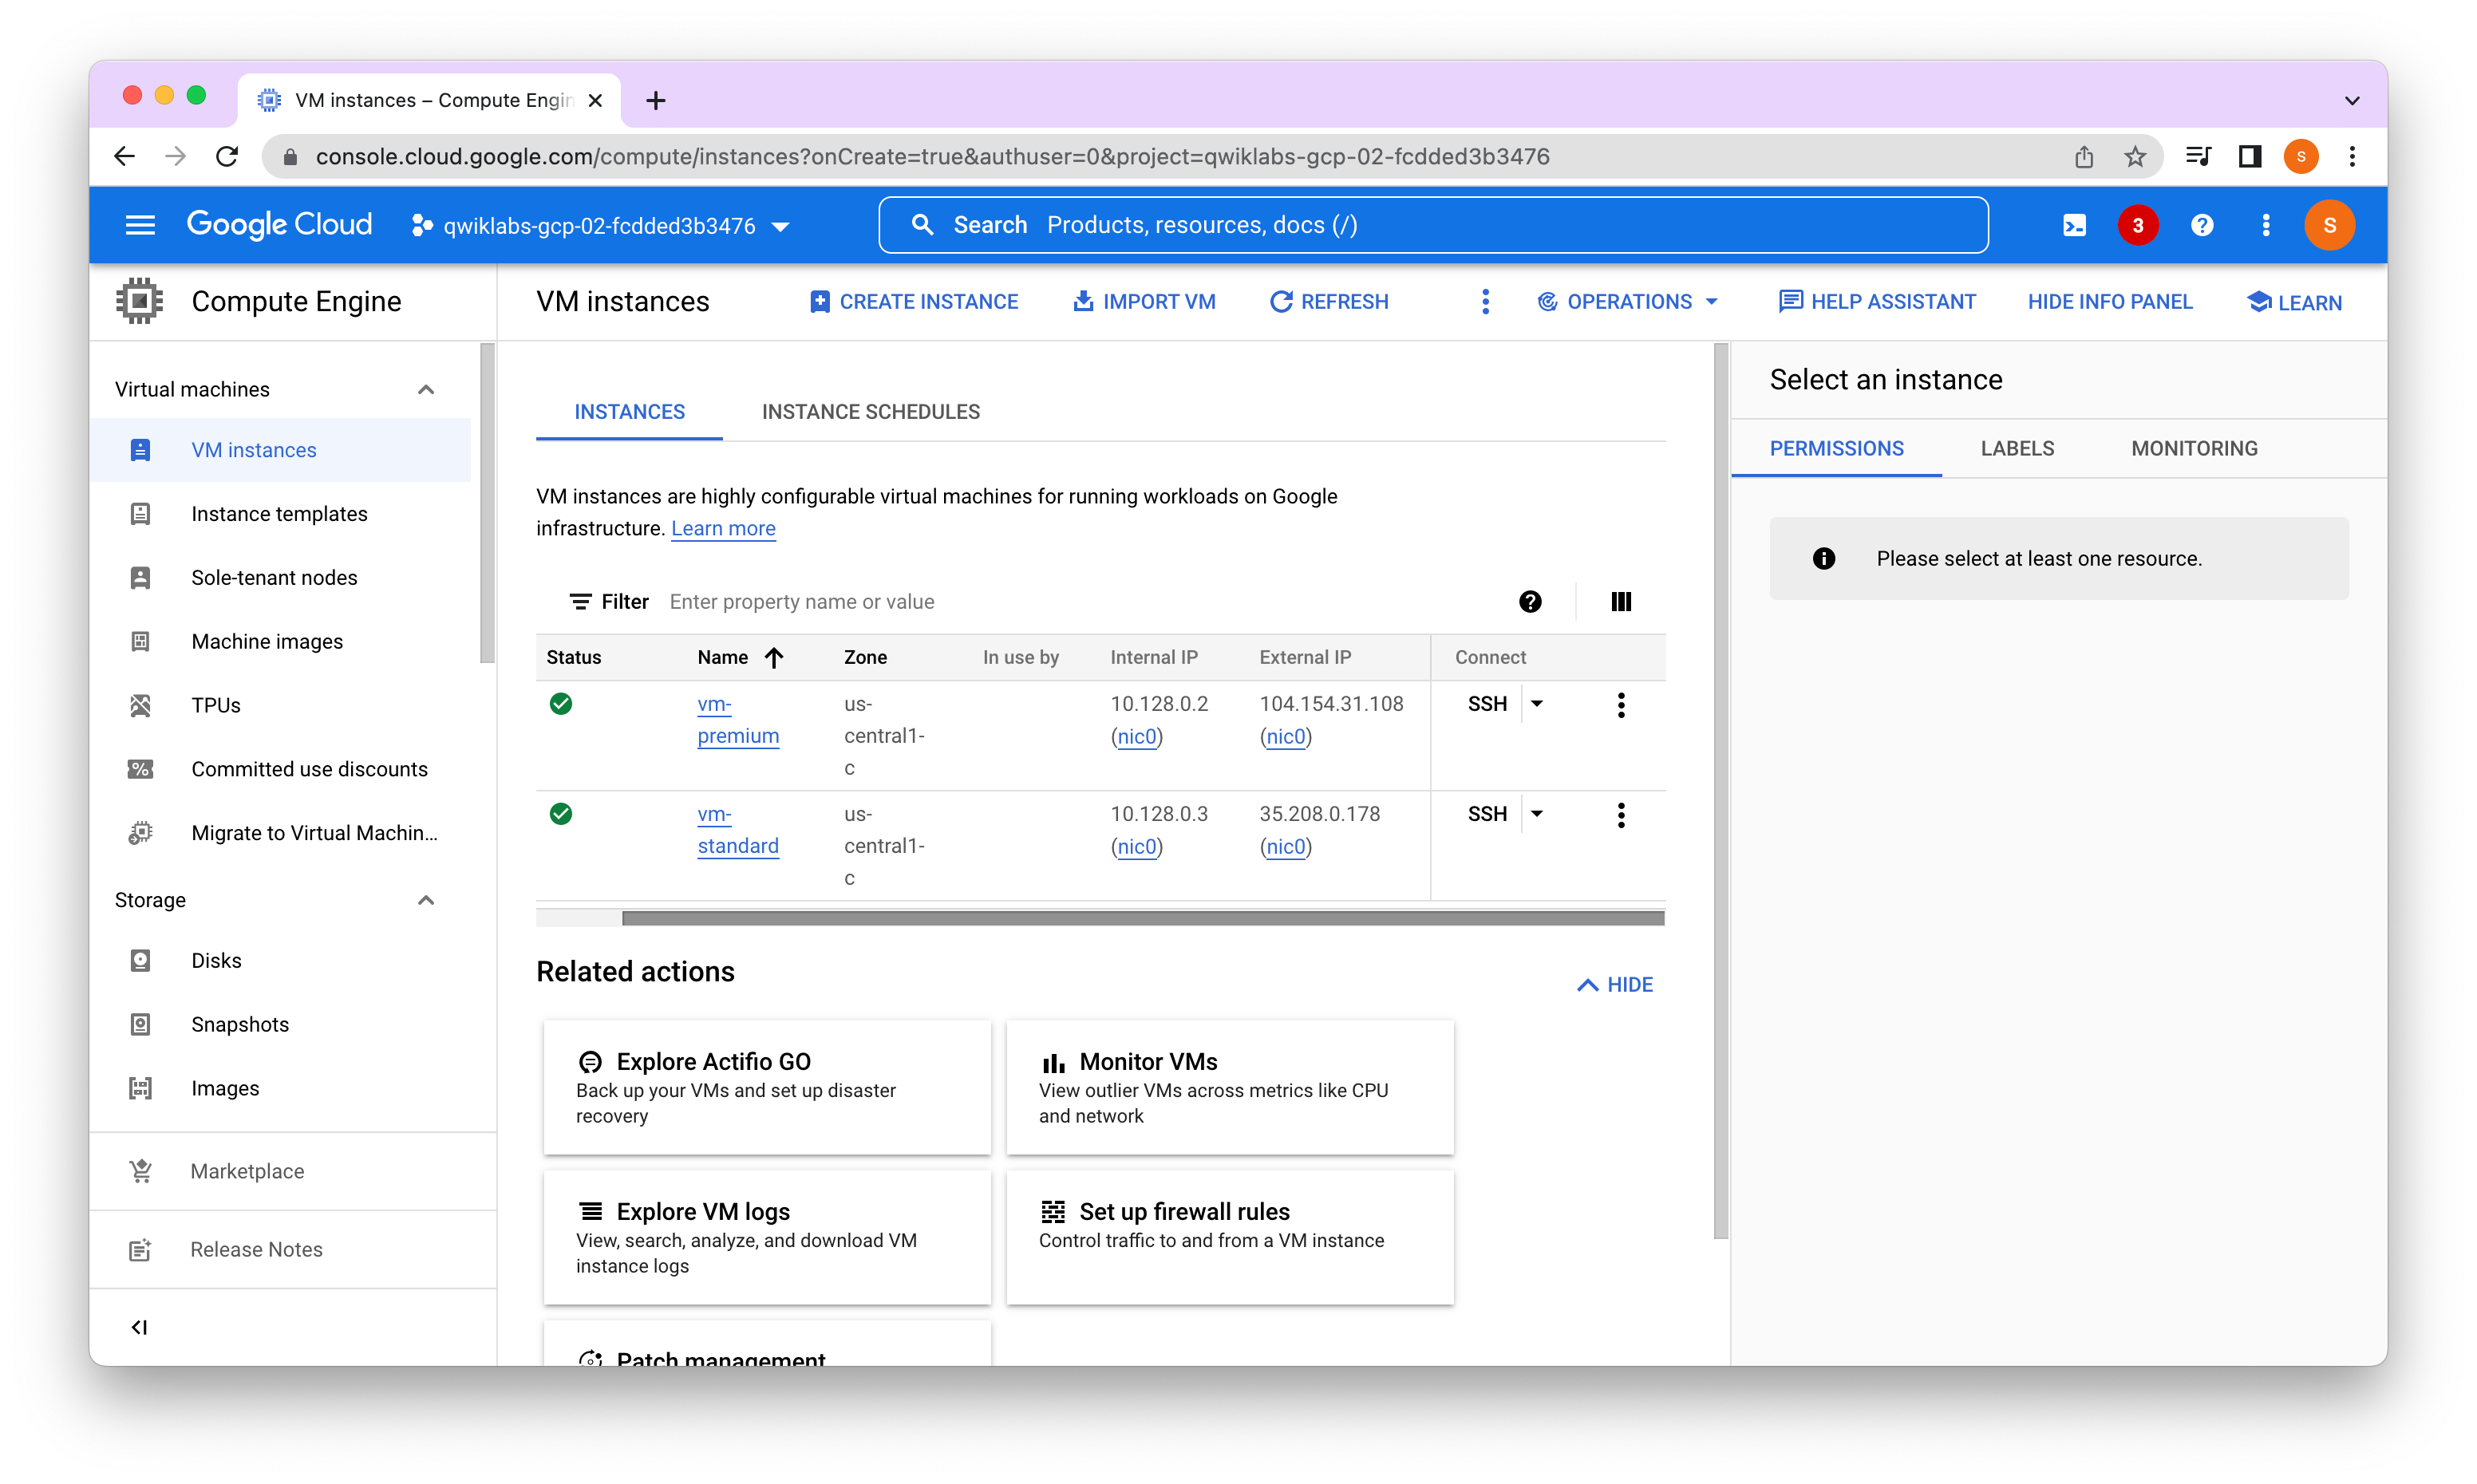 VM instances – Compute Engin
console.cloud.google.com/compute/instances?onCreate=true&authuser=0&project=qwiklabs-gcp-02-fcdded3b3476
S
Google Cloud
qwiklabs-gcp-02-fcdded3b3476
Search Products, resources, docs (/)
3
S
Compute Engine
VM instances
CREATE INSTANCE
IMPORT VM
REFRESH
OPERATIONS
HELP ASSISTANT
HIDE INFO PANEL
LEARN
Virtual machines
VM instances
Instance templates
Sole-tenant nodes
Machine images
TPUs
Committed use discounts
Migrate to Virtual Machin...
Storage
Disks
Snapshots
Images
Marketplace
Release Notes
INSTANCES
INSTANCE SCHEDULES
VM instances are highly configurable virtual machines for running workloads on Google
infrastructure. Learn more
Filter Enter property name or value
Status Name Zone In use by Internal IP External IP Connect
vm- us- 10.128.0.2 104.154.31.108 SSH
premium central1- (nic0) (nic0)
c
vm- us- 10.128.0.3 35.208.0.178 SSH
standard central1- (nic0) (nic0)
c
Related actions
HIDE
Explore Actifio GO
Back up your VMs and set up disaster
recovery
Monitor VMs
View outlier VMs across metrics like CPU
and network
Explore VM logs
View, search, analyze, and download VM
instance logs
Set up firewall rules
Control traffic to and from a VM instance
Patch management
Select an instance
PERMISSIONS
LABELS
MONITORING
Please select at least one resource.